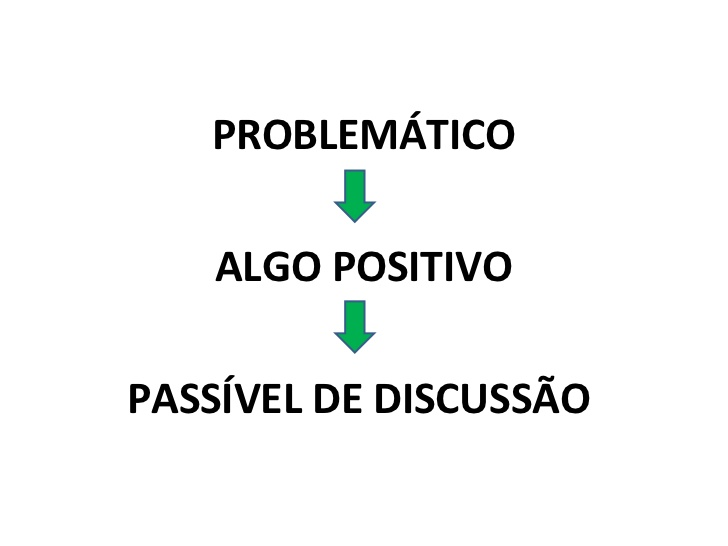 PROBLEMÁTICO
ALGO POSITIVO
PASSÍVEL DE DISCUSSÃO